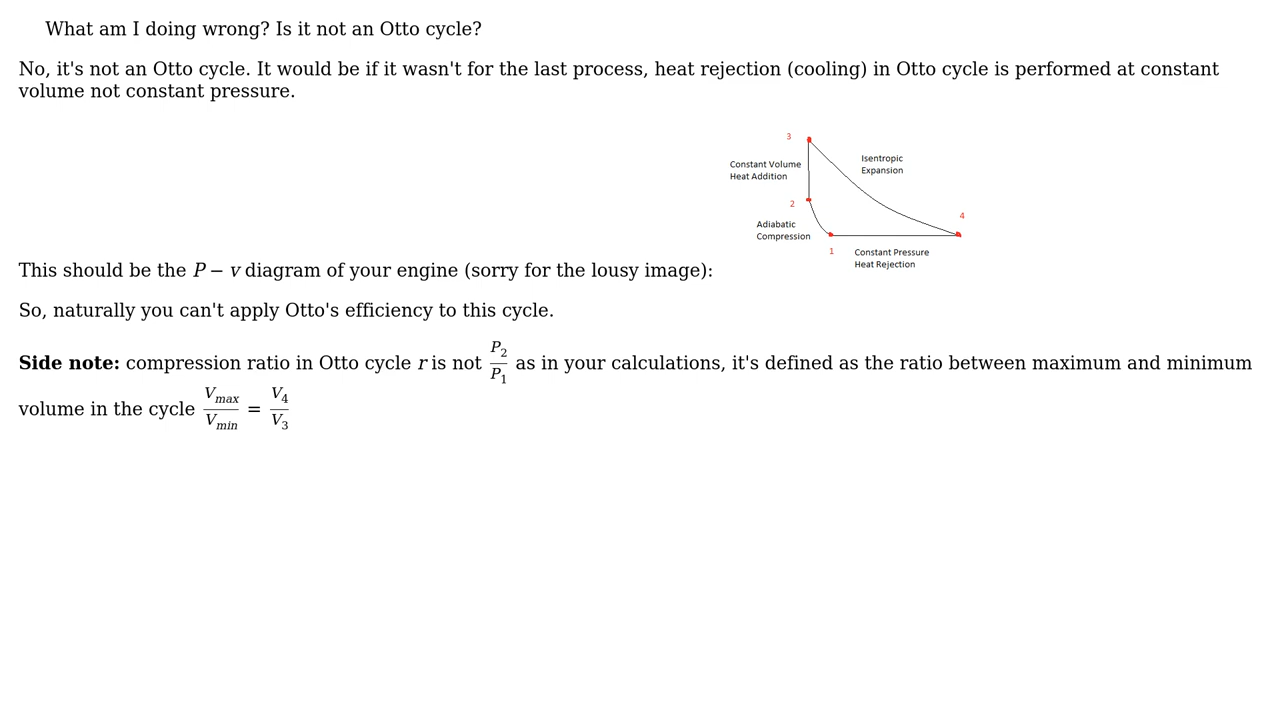 What am I doing wrong? Is it not an Otto cycle?
No, it's not an Otto cycle. It would be if it wasn't for the last process, heat rejection (cooling) in Otto cycle is performed at constant
volume not constant pressure.
3
Constant Volume
Heat Addition
Isentropic
Expansion
2
4
Adiabatic
Compression
1
Constant Pressure
Heat Rejection
This should be the P − v diagram of your engine (sorry for the lousy image):
So, naturally you can't apply Otto's efficiency to this cycle.
Side note: compression ratio in Otto cycle r is not P₂/P₁ as in your calculations, it's defined as the ratio between maximum and minimum
volume in the cycle Vmax/Vmin = V₄/V₃